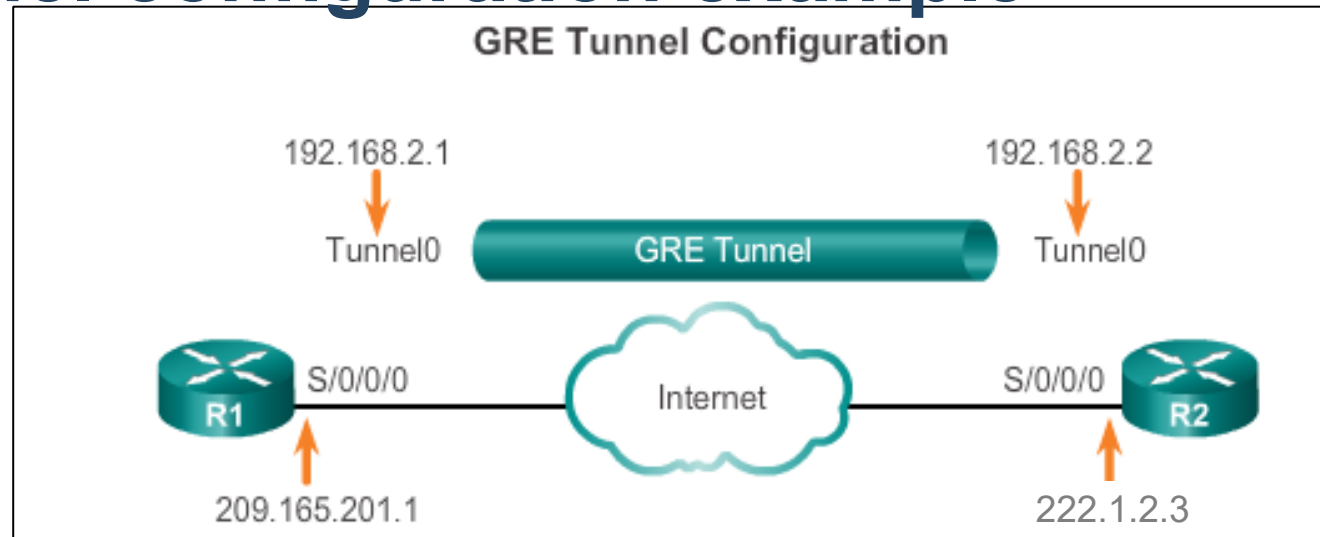 GRE Tunnel Configuration
192.168.2.1 192.168.2.2
Tunnel0 GRE Tunnel Tunnel0
S/0/0/0 Internet S/0/0/0
R1 R2
209.165.201.1 222.1.2.3